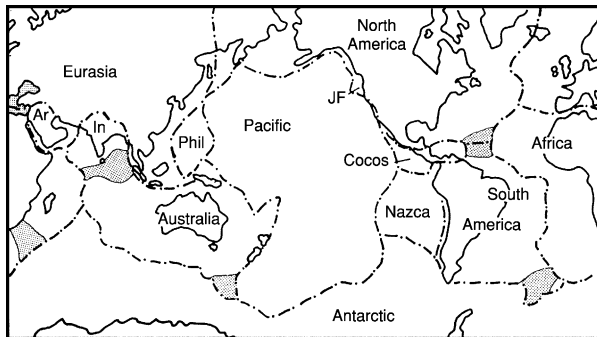 North
America
Eurasia
JF
Ar
In
Phil
Pacific
Africa
Cocos
South
America
Nazca
Australia
Antarctic